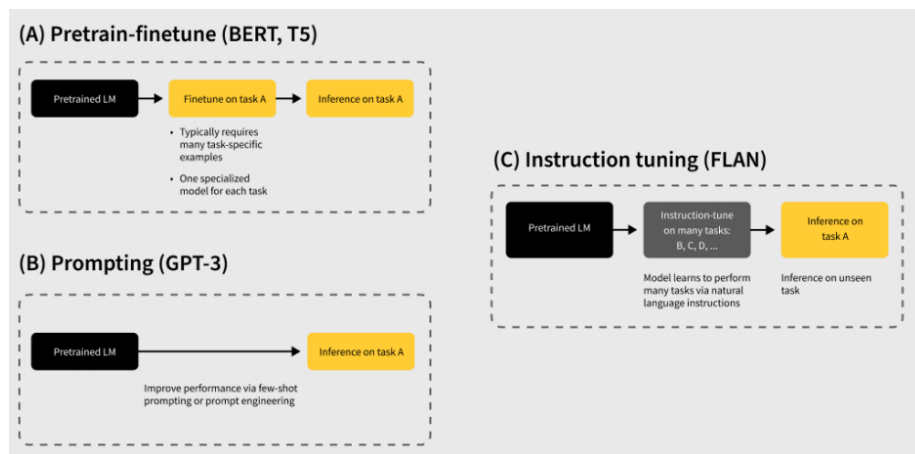 (A) Pretrain-finetune (BERT, T5)
Pretrained LM
Finetune on task A
Inference on task A
• Typically requires
many task-specific
examples
• One specialized
model for each task
(B) Prompting (GPT-3)
Pretrained LM
Inference on task A
Improve performance via few-shot
prompting or prompt engineering
(C) Instruction tuning (FLAN)
Pretrained LM
Instruction-tune
on many tasks:
B, C, D, ...
Inference on
task A
Model learns to perform
many tasks via natural
language instructions
Inference on unseen
task